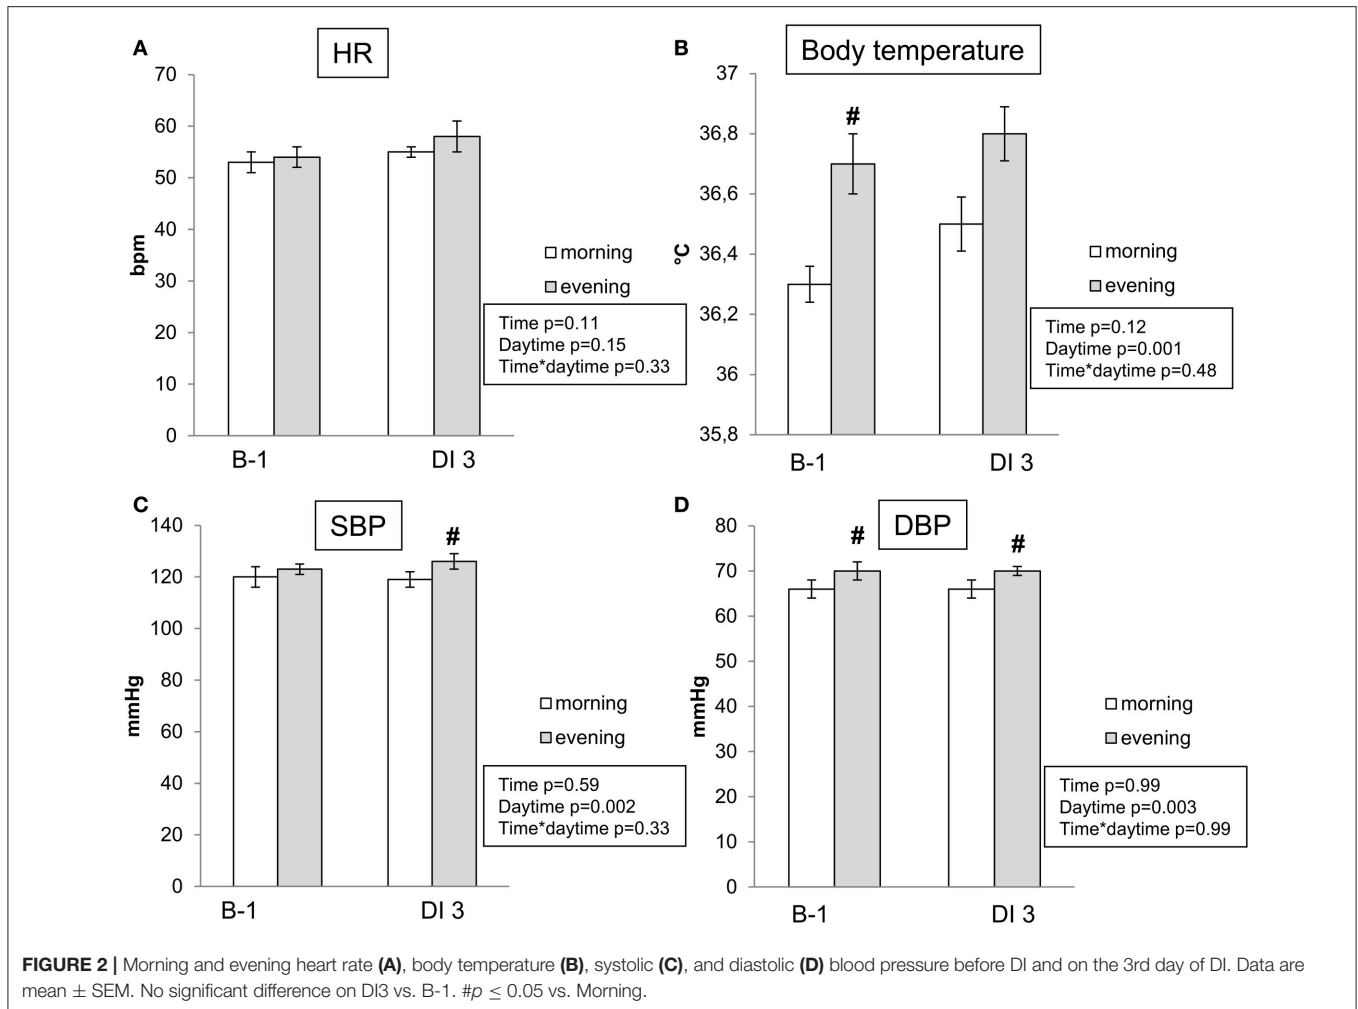 A
HR
70
60
50
40
30
20
10
0
bpm
B-1
DI 3
morning
evening
Time p=0.11
Daytime p=0.15
Time*daytime p=0.33
B
Body temperature
37
36,8
36,6
36,4
36,2
36
35,8
°C
#
B-1
DI 3
morning
evening
Time p=0.12
Daytime p=0.001
Time*daytime p=0.48
C
SBP
140
120
100
80
60
40
20
0
mmHg
#
B-1
DI 3
morning
evening
Time p=0.59
Daytime p=0.002
Time*daytime p=0.33
D
DBP
80
70
60
50
40
30
20
10
0
mmHg
#
#
B-1
DI 3
morning
evening
Time p=0.99
Daytime p=0.003
Time*daytime p=0.99
FIGURE 2 | Morning and evening heart rate (A), body temperature (B), systolic (C), and diastolic (D) blood pressure before DI and on the 3rd day of DI. Data are
mean ± SEM. No significant difference on DI3 vs. B-1. #p ≤ 0.05 vs. Morning.